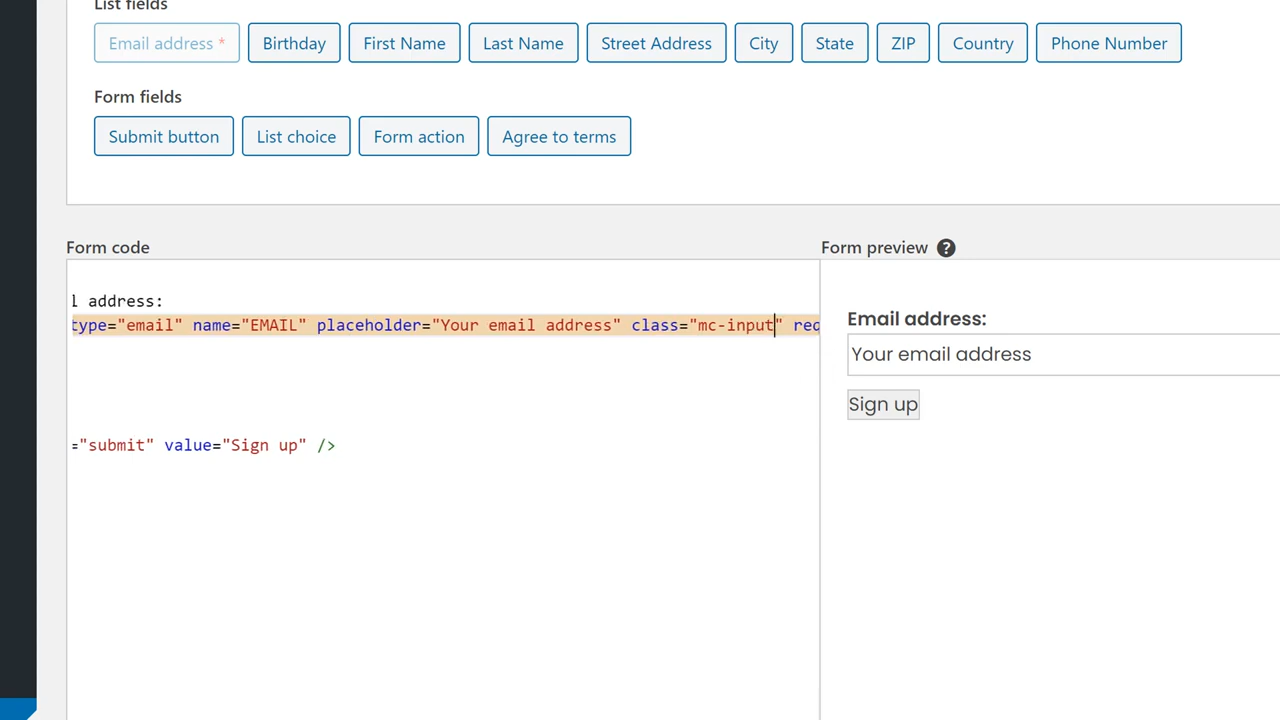 List fields
Email address * Birthday First Name Last Name Street Address City State ZIP Country Phone Number
Form fields
Submit button List choice Form action Agree to terms
Form code
Form preview ?
l address:
type="email" name="EMAIL" placeholder="Your email address" class="mc-input" req
="submit" value="Sign up" />
Email address:
Your email address
Sign up